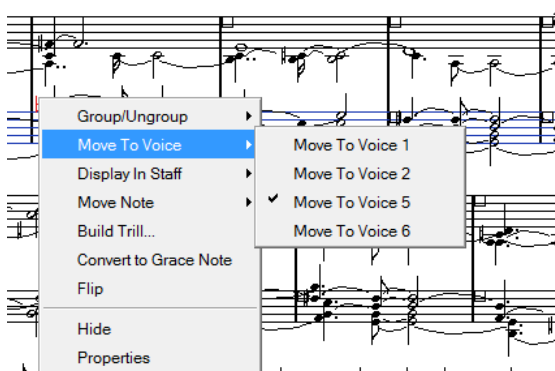 Group/Ungroup
Move To Voice
Display In Staff
Move Note
Build Trill...
Convert to Grace Note
Flip
Hide
Properties
Move To Voice 1
Move To Voice 2
Move To Voice 5
Move To Voice 6